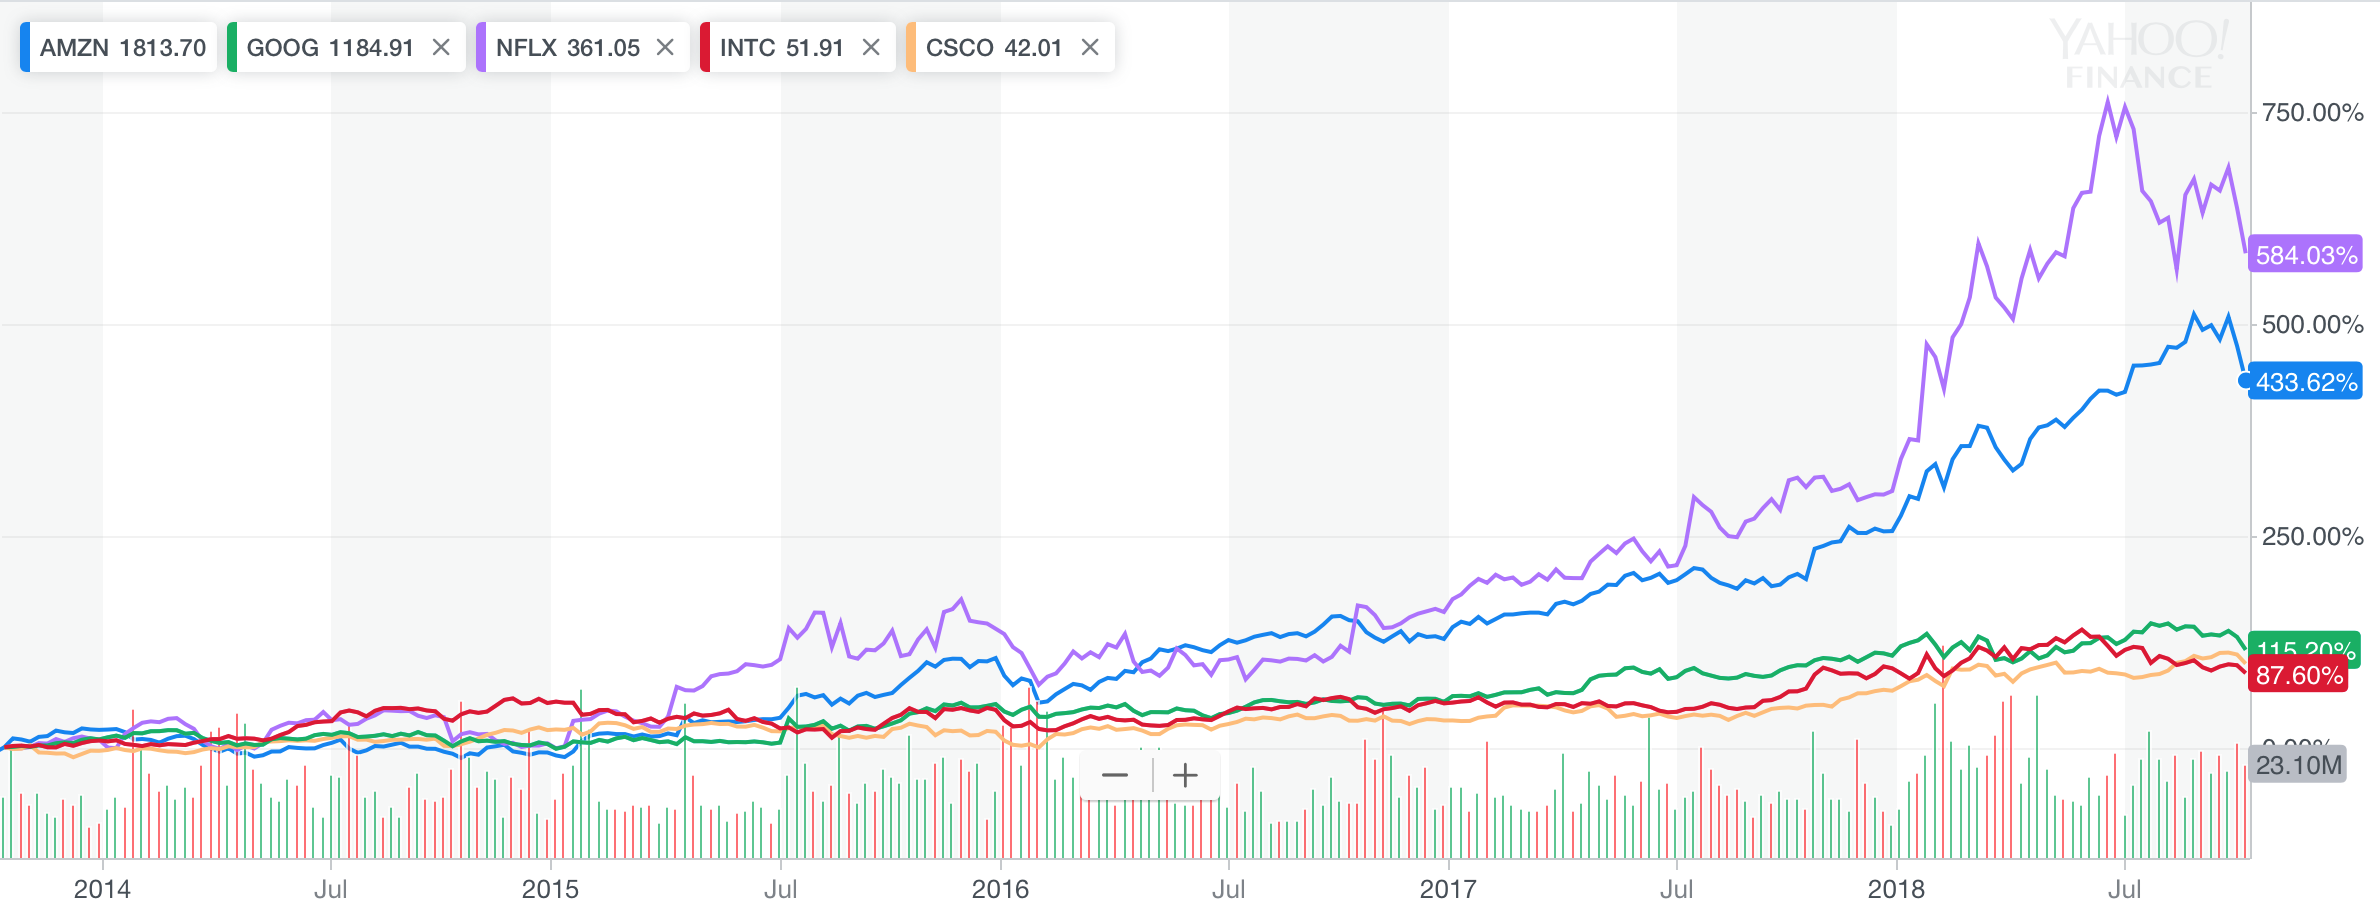 AMZN 1813.70
GOOG 1184.91
NFLX 361.05
INTC 51.91
CSCO 42.01
YAHOO!
FINANCE
750.00%
584.03%
500.00%
433.62%
250.00%
115.20%
87.60%
23.10M
2014 Jul 2015 Jul 2016 Jul 2017 Jul 2018 Jul